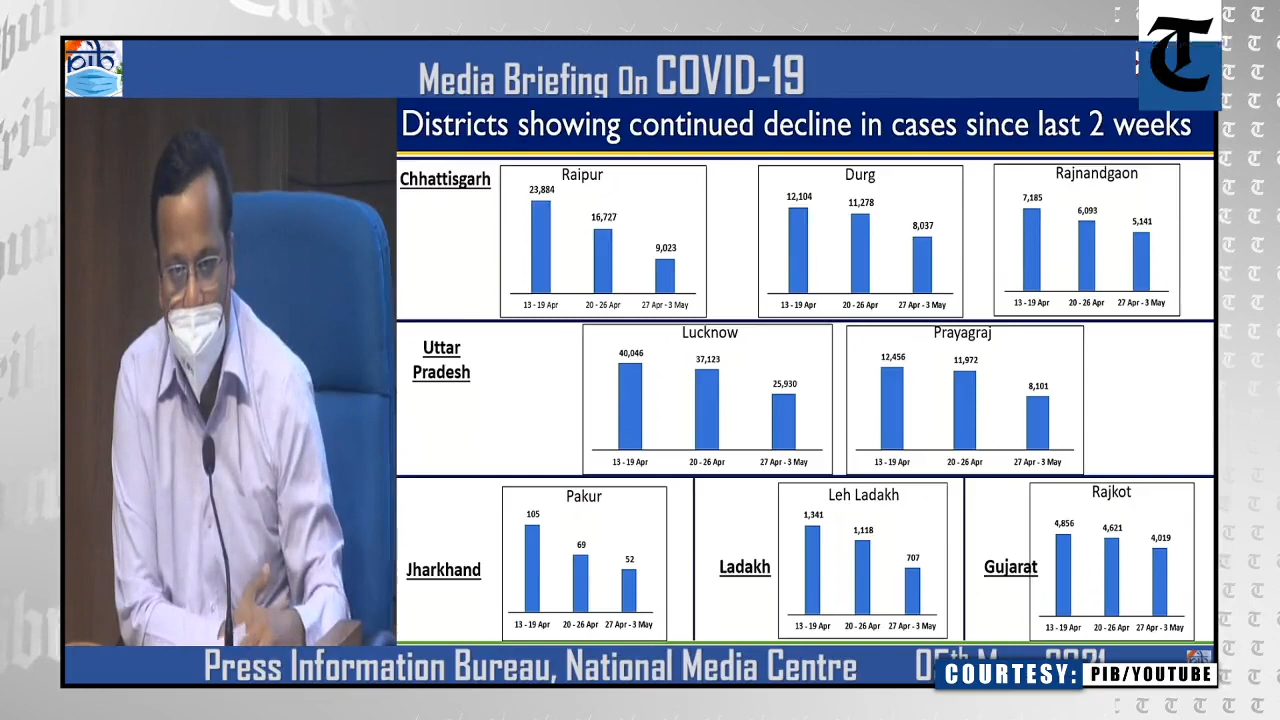 pib
Media Briefing On COVID-19
Districts showing continued decline in cases since last 2 weeks
Chhattisgarh
Raipur
23,884
16,727
9,023
13 - 19 Apr
20 - 26 Apr
27 Apr - 3 May
Durg
12,104
11,278
8,037
13 - 19 Apr
20 - 26 Apr
27 Apr - 3 May
Rajnandgaon
7,185
6,093
5,141
13 - 19 Apr
20 - 26 Apr
27 Apr - 3 May
Uttar
Pradesh
Lucknow
40,046
37,123
25,930
13 - 19 Apr
20 - 26 Apr
27 Apr - 3 May
Prayagraj
12,456
11,972
8,101
13 - 19 Apr
20 - 26 Apr
27 Apr - 3 May
Jharkhand
Pakur
105
69
52
13 - 19 Apr
20 - 26 Apr
27 Apr - 3 May
Ladakh
Leh Ladakh
1,341
1,118
707
13 - 19 Apr
20 - 26 Apr
27 Apr - 3 May
Gujarat
Rajkot
4,856
4,621
4,019
13 - 19 Apr
20 - 26 Apr
27 Apr - 3 May
Press Information Bureau, National Media Centre
COURTESY: PIB/YOUTUBE